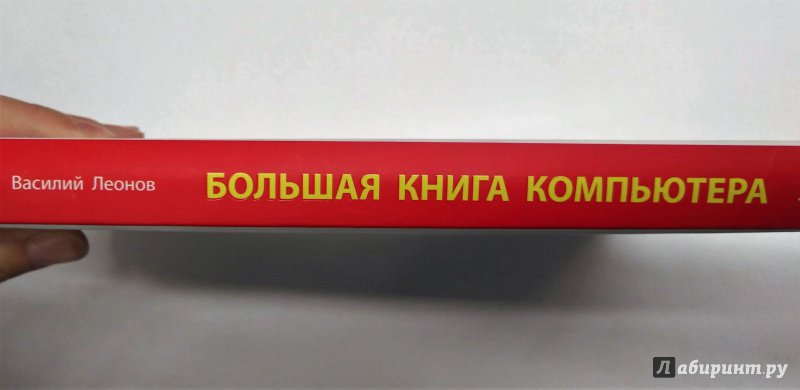 Василий Леонов БОЛЬШАЯ КНИГА КОМПЬЮТЕРА
Лабиринт.ру